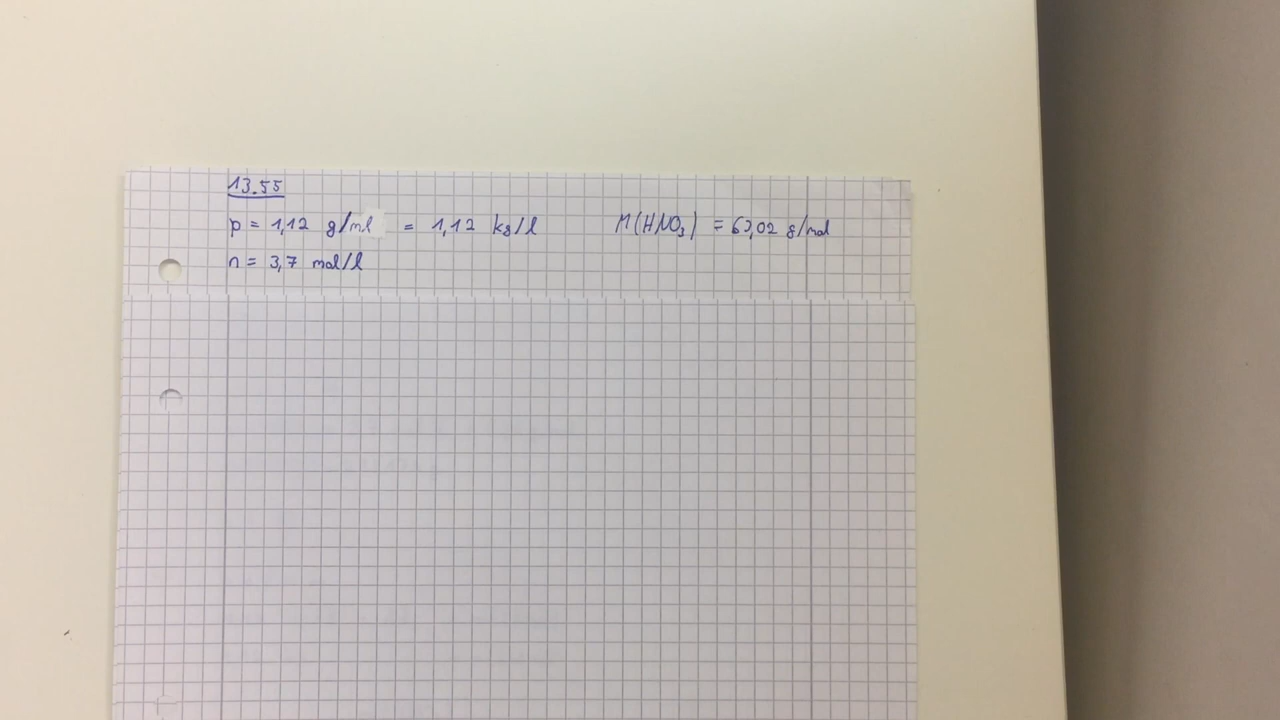 13.55
ρ = 1,12 g/ml = 1,12 kg/l M(HNO₃) = 63,02 g/mol
n = 3,7 mol/l